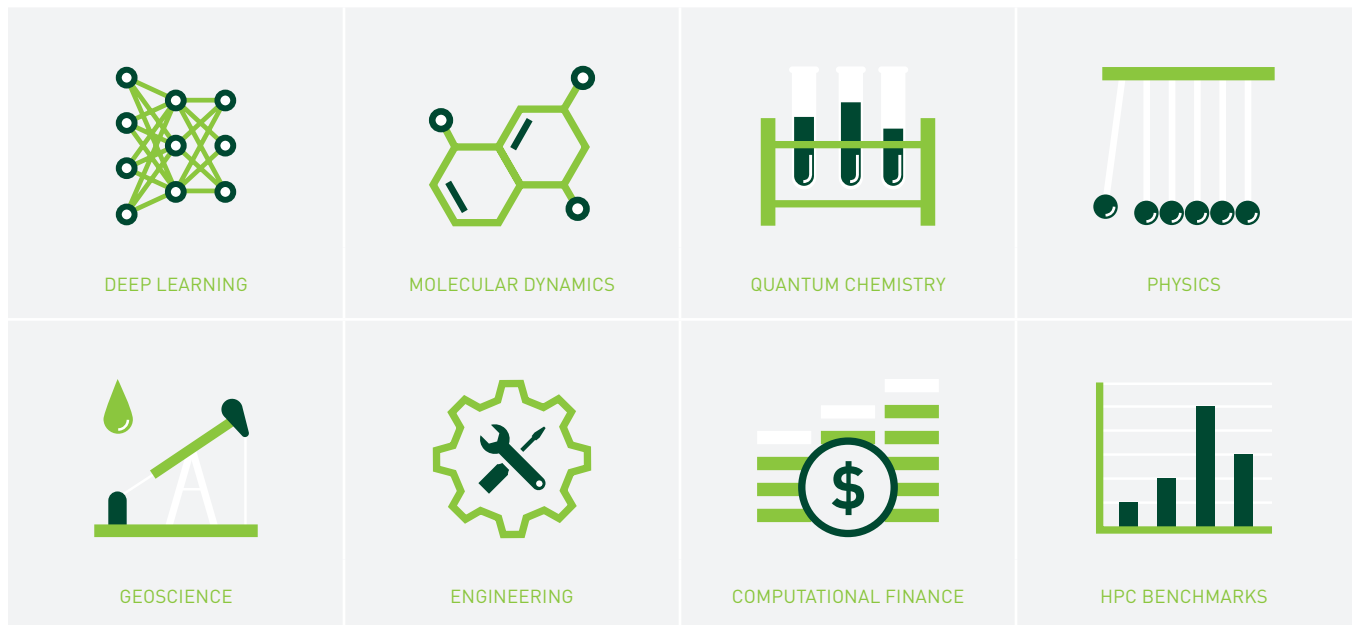 DEEP LEARNING
MOLECULAR DYNAMICS
QUANTUM CHEMISTRY
PHYSICS
$
GEOSCIENCE
ENGINEERING
COMPUTATIONAL FINANCE
HPC BENCHMARKS